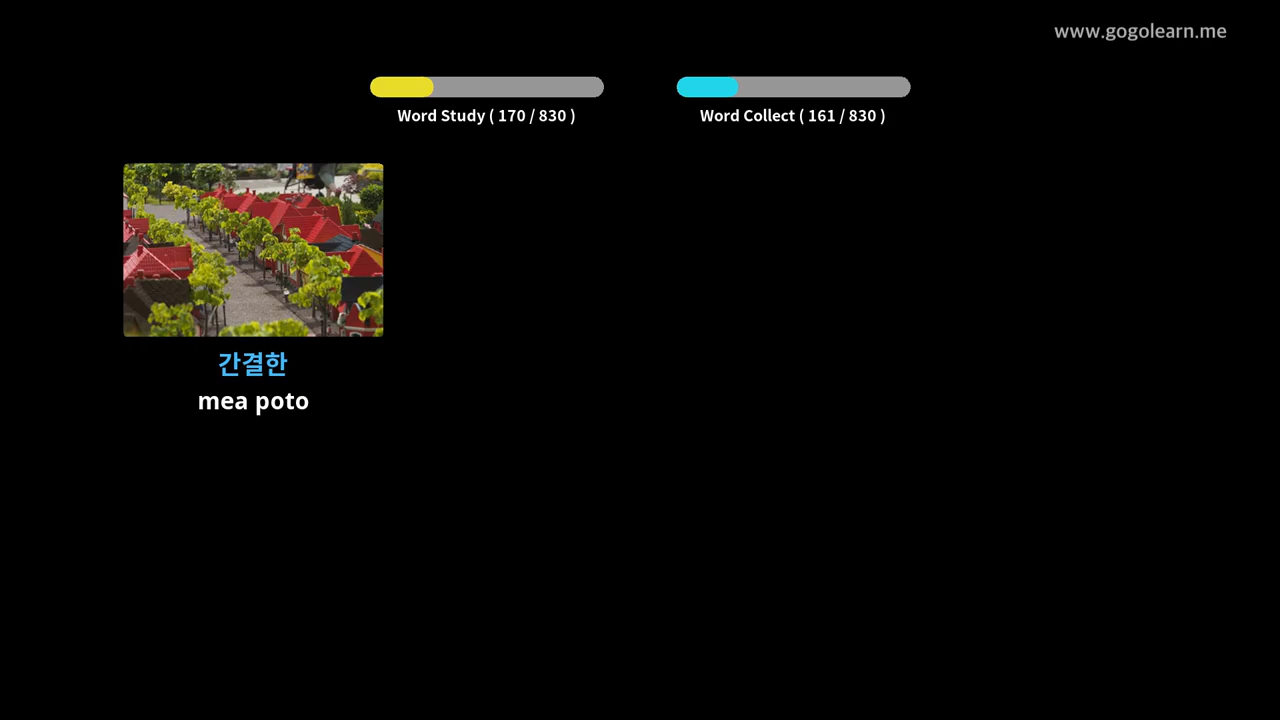 www.gogolearn.me
Word Study ( 170 / 830 )
Word Collect ( 161 / 830 )
간결한
mea poto